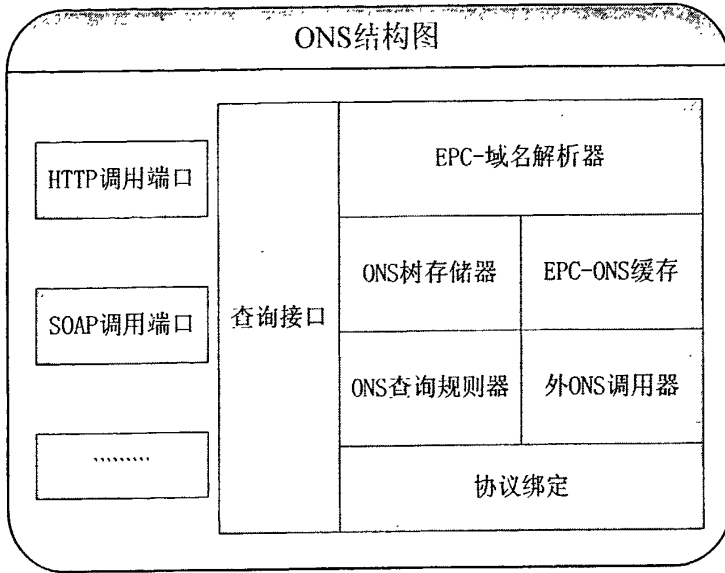 ONS结构图
HTTP调用端口
SOAP调用端口
………
查询接口
EPC-域名解析器
ONS树存储器
EPC-ONS缓存
ONS查询规则器
外ONS调用器
协议绑定